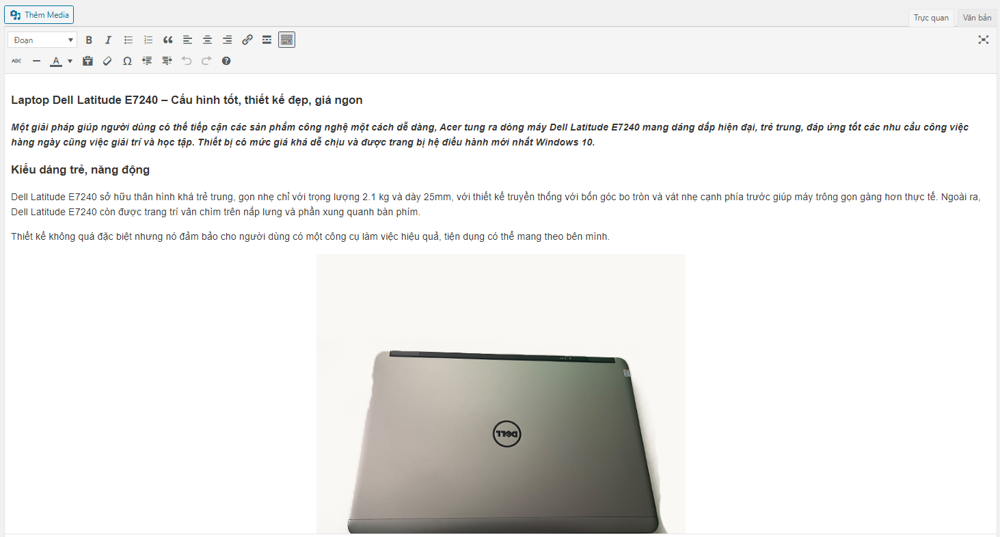 Thêm Media
Trực quan
Văn bản
Đoạn
B
I
ABC
A
Ω
Laptop Dell Latitude E7240 – Cấu hình tốt, thiết kế đẹp, giá ngon
Một giải pháp giúp người dùng có thể tiếp cận các sản phẩm công nghệ một cách dễ dàng, Acer tung ra dòng máy Dell Latitude E7240 mang dáng dấp hiện đại, trẻ trung, đáp ứng tốt các nhu cầu công việc
hàng ngày cũng việc giải trí và học tập. Thiết bị có mức giá khá dễ chịu và được trang bị hệ điều hành mới nhất Windows 10.
Kiểu dáng trẻ, năng động
Dell Latitude E7240 sở hữu thân hình khá trẻ trung, gọn nhẹ chỉ với trọng lượng 2.1 kg và dày 25mm, với thiết kế truyền thống với bốn góc bo tròn và vát nhẹ cạnh phía trước giúp máy trông gọn gàng hơn thực tế. Ngoài ra,
Dell Latitude E7240 còn được trang trí vân chìm trên nắp lưng và phần xung quanh bàn phím.
Thiết kế không quá đặc biệt nhưng nó đảm bảo cho người dùng có một công cụ làm việc hiệu quả, tiện dụng có thể mang theo bên mình.
DELL